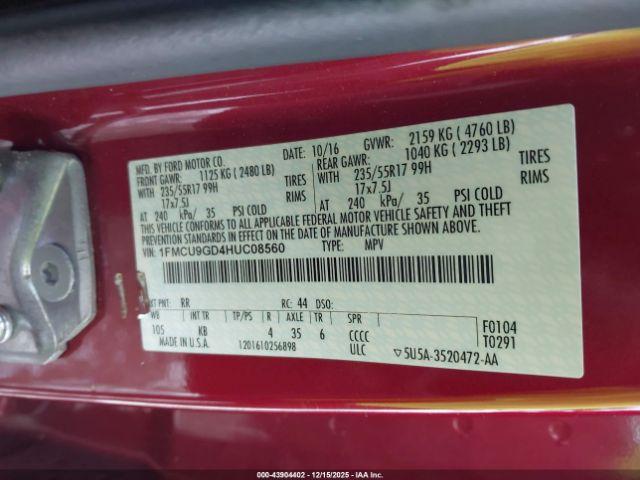 MFD. BY FORD MOTOR CO. DATE: 10/16 GVWR: 2159 KG ( 4760 LB)
FRONT GAWR: 1125 KG ( 2480 LB) REAR GAWR: 1040 KG ( 2293 LB)
WITH 235/55R17 99H TIRES WITH 235/55R17 99H TIRES
17x7.5J RIMS 17x7.5J RIMS
AT 240 kPa/ 35 PSI COLD AT 240 kPa/ 35 PSI COLD
THIS VEHICLE CONFORMS TO ALL APPLICABLE FEDERAL MOTOR VEHICLE SAFETY AND THEFT
PREVENTION STANDARDS IN EFFECT ON THE DATE OF MANUFACTURE SHOWN ABOVE.
VIN: 1FMCU9GD4HUC08560 TYPE: MPV
EXT PNT: RR RC: 44 DSO:
WB INT TR TP/PS R AXLE TR SPR
105 KB 4 35 6 CCCC F0104
MADE IN U.S.A. 1201610256898 ULC T0291
5U5A-3520472-AA
000-43904402 - 12/15/2025 - IAAI.com